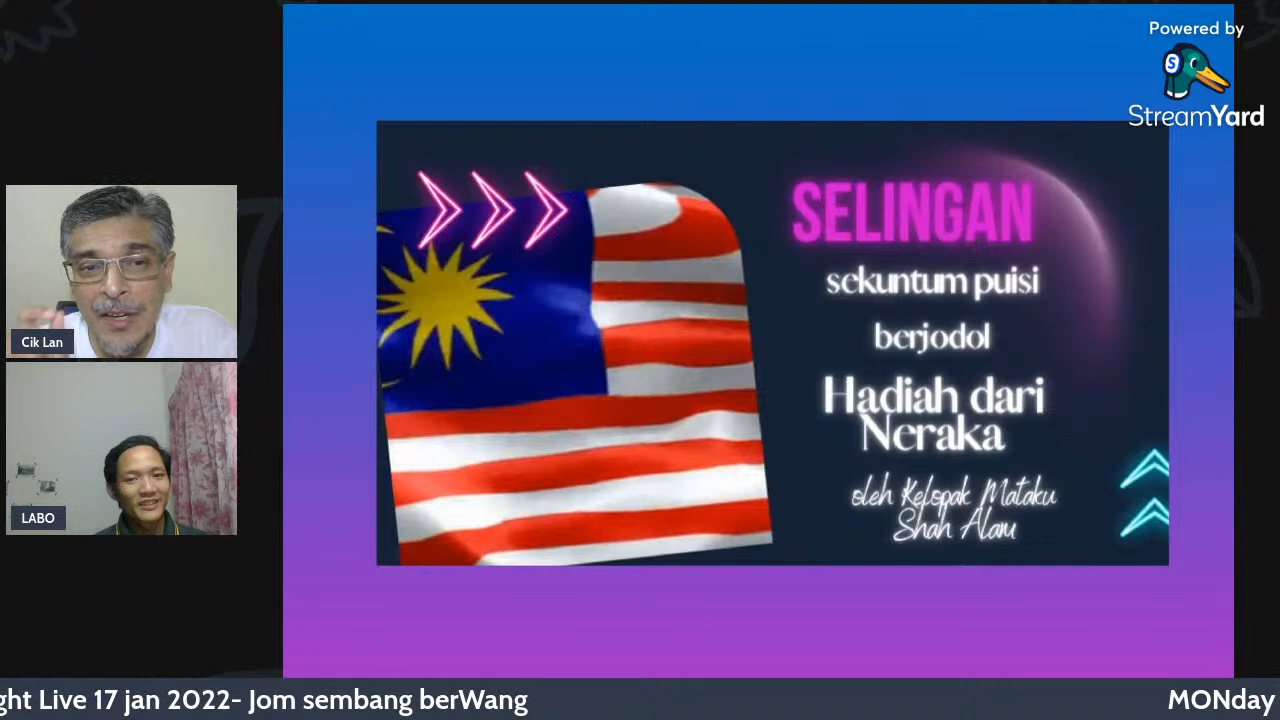 Powered by
StreamYard
SELINGAN
sekuntum puisi
berjodol
Hadiah dari
Neraka
oleh Kelopak Mataku
Shah Alam
Cik Lan
LABO
ght Live 17 jan 2022- Jom sembang berWang
MONday